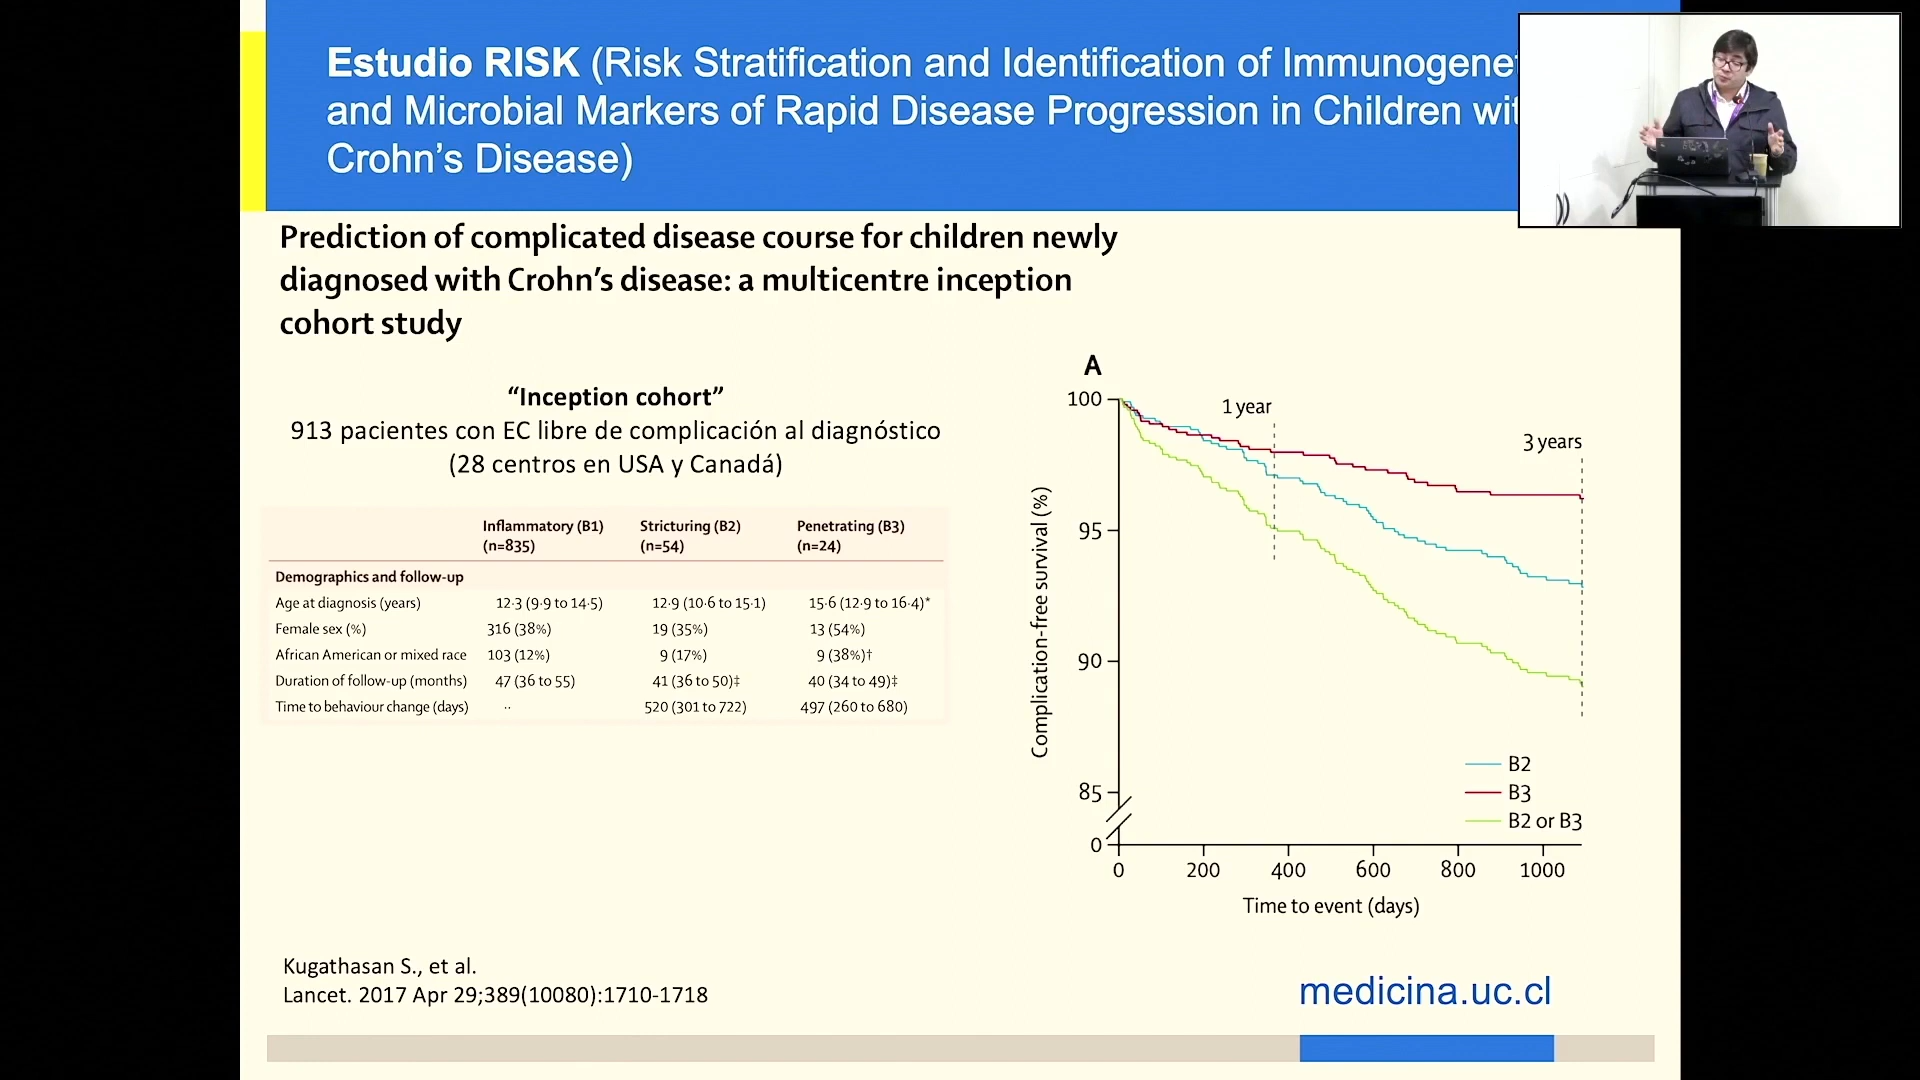 Estudio RISK (Risk Stratification and Identification of Immunogene
and Microbial Markers of Rapid Disease Progression in Children wi
Crohn's Disease)
Prediction of complicated disease course for children newly
diagnosed with Crohn's disease: a multicentre inception
cohort study
“Inception cohort”
913 pacientes con EC libre de complicación al diagnóstico
(28 centros en USA y Canadá)
Inflammatory (B1) Stricturing (B2) Penetrating (B3)
(n=835) (n=54) (n=24)
Demographics and follow-up
Age at diagnosis (years) 12·3 (9·9 to 14·5) 12·9 (10·6 to 15·1) 15·6 (12·9 to 16·4)*
Female sex (%) 316 (38%) 19 (35%) 13 (54%)
African American or mixed race 103 (12%) 9 (17%) 9 (38%)†
Duration of follow-up (months) 47 (36 to 55) 41 (36 to 50)‡ 40 (34 to 49)‡
Time to behaviour change (days) ·· 520 (301 to 722) 497 (260 to 680)
A
Complication-free survival (%)
100
95
90
85
0
1 year
3 years
B2
B3
B2 or B3
0 200 400 600 800 1000
Time to event (days)
Kugathasan S., et al.
Lancet. 2017 Apr 29;389(10080):1710-1718
medicina.uc.cl